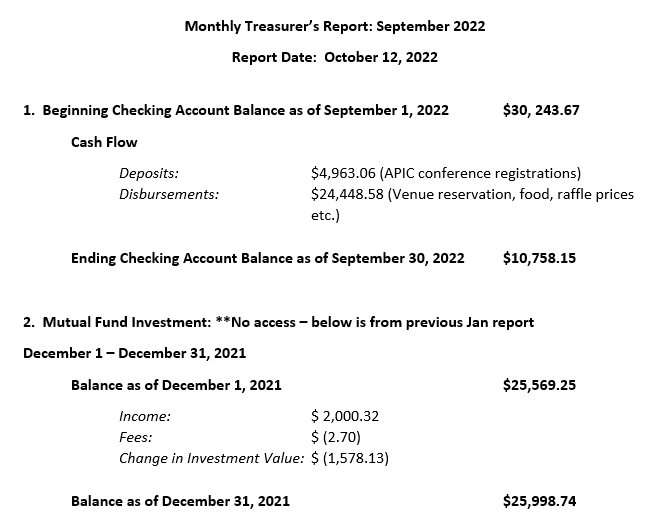 Monthly Treasurer’s Report: September 2022
Report Date: October 12, 2022
1. Beginning Checking Account Balance as of September 1, 2022 $30, 243.67
Cash Flow
Deposits: $4,963.06 (APIC conference registrations)
Disbursements: $24,448.58 (Venue reservation, food, raffle prices
etc.)
Ending Checking Account Balance as of September 30, 2022 $10,758.15
2. Mutual Fund Investment: **No access – below is from previous Jan report
December 1 – December 31, 2021
Balance as of December 1, 2021 $25,569.25
Income: $ 2,000.32
Fees: $ (2.70)
Change in Investment Value: $ (1,578.13)
Balance as of December 31, 2021 $25,998.74